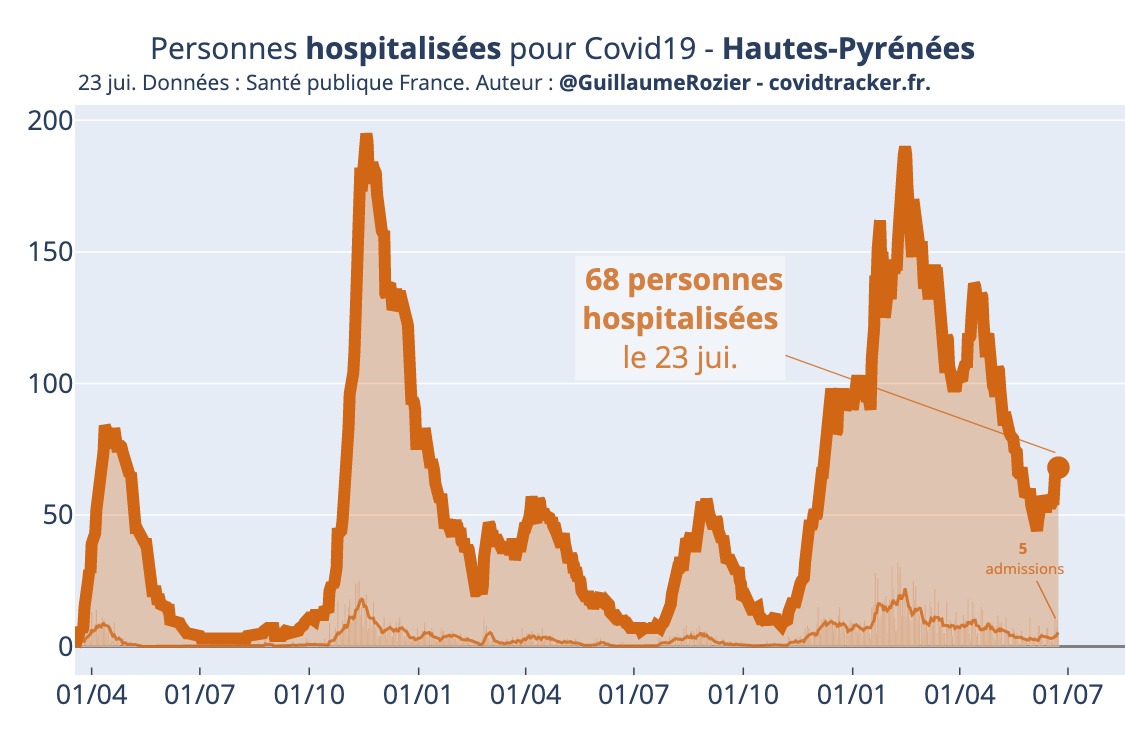 Personnes hospitalisées pour Covid19 - Hautes-Pyrénées
23 jui. Données : Santé publique France. Auteur : @GuillaumeRozier - covidtracker.fr.
200
150
100
50
0
68 personnes
hospitalisées
le 23 jui.
5
admissions
01/04 01/07 01/10 01/01 01/04 01/07 01/10 01/01 01/04 01/07